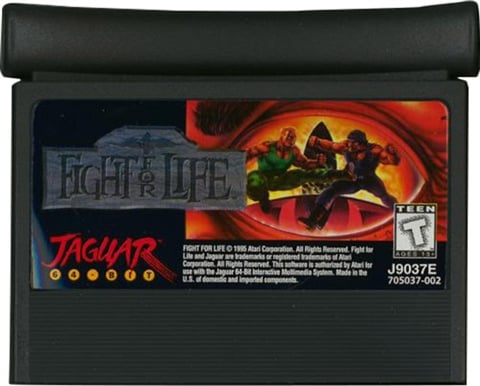 FIGHT FOR LIFE
JAGUAR
64-BIT
FIGHT FOR LIFE © 1995 Atari Corporation. All Rights Reserved. Fight for
Life and Jaguar are trademarks or registered trademarks of Atari
Corporation. All Rights Reserved. This software is authorized by Atari for
use with the Jaguar 64-Bit Interactive Multimedia System. Made in the
U.S. of domestic and imported components.
TEEN
T
AGES 13+
J9037E
705037-002